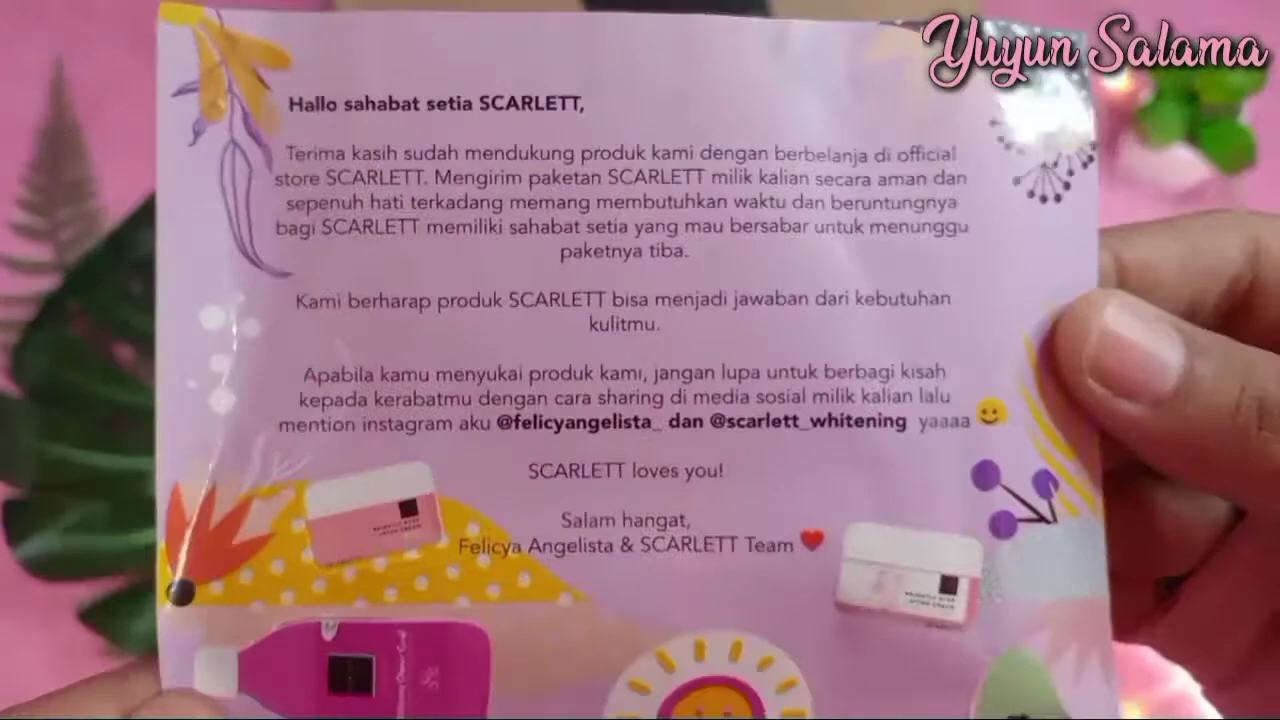 Yuyun Salama
Hallo sahabat setia SCARLETT,
Terima kasih sudah mendukung produk kami dengan berbelanja di official
store SCARLETT. Mengirim paketan SCARLETT milik kalian secara aman dan
sepenuh hati terkadang memang membutuhkan waktu dan beruntungnya
bagi SCARLETT memiliki sahabat setia yang mau bersabar untuk menunggu
paketnya tiba.
Kami berharap produk SCARLETT bisa menjadi jawaban dari kebutuhan
kulitmu.
Apabila kamu menyukai produk kami, jangan lupa untuk berbagi kisah
kepada kerabatmu dengan cara sharing di media sosial milik kalian lalu
mention instagram aku @felicyangelista_ dan @scarlett_whitening yaaaa 🙂
SCARLETT loves you!
Salam hangat,
Felicya Angelista & SCARLETT Team ❤️